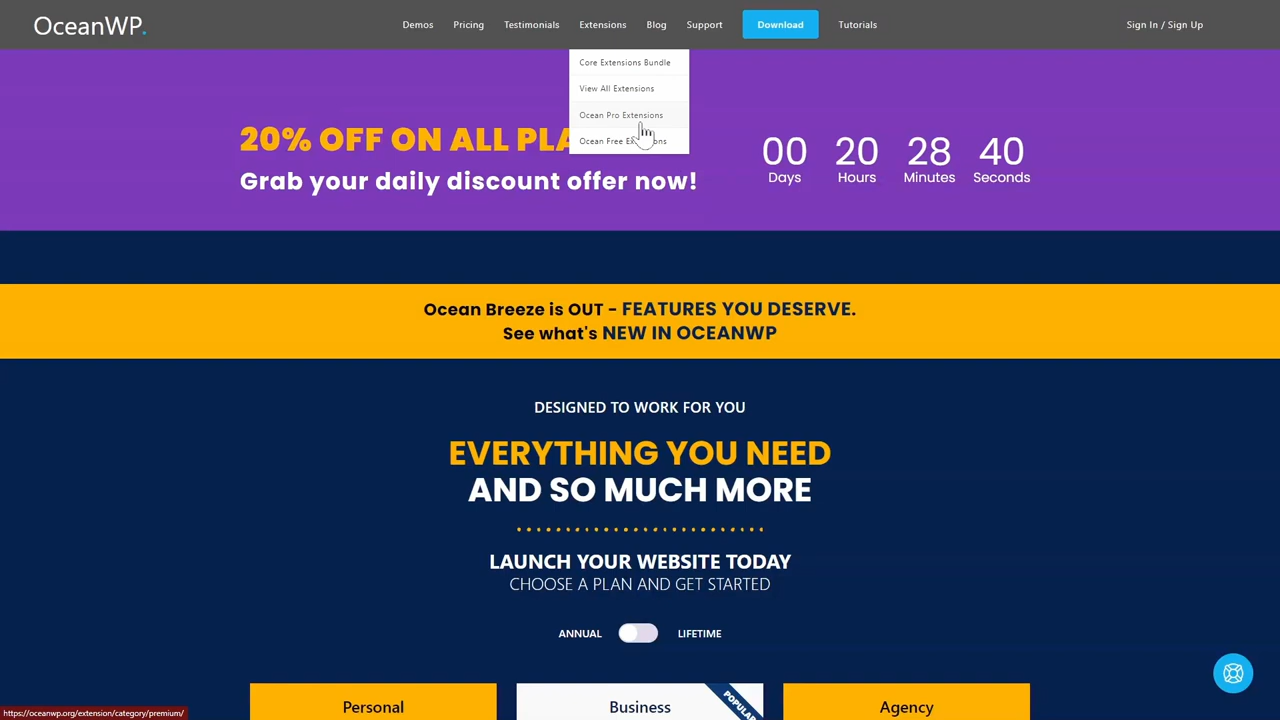 OceanWP.
Demos
Pricing
Testimonials
Extensions
Blog
Support
Download
Tutorials
Sign In / Sign Up
Core Extensions Bundle
View All Extensions
Ocean Pro Extensions
Ocean Free
20% OFF ON ALL
Grab your daily discount offer now!
00
20
28
40
Days
Hours
Minutes
Seconds
Ocean Breeze is OUT - FEATURES YOU DESERVE.
See what's NEW IN OCEANWP
DESIGNED TO WORK FOR YOU
EVERYTHING YOU NEED
AND SO MUCH MORE
LAUNCH YOUR WEBSITE TODAY
CHOOSE A PLAN AND GET STARTED
ANNUAL
LIFETIME
Personal
Business
POPULAR
Agency
https://oceanwp.org/extension/category/premium/